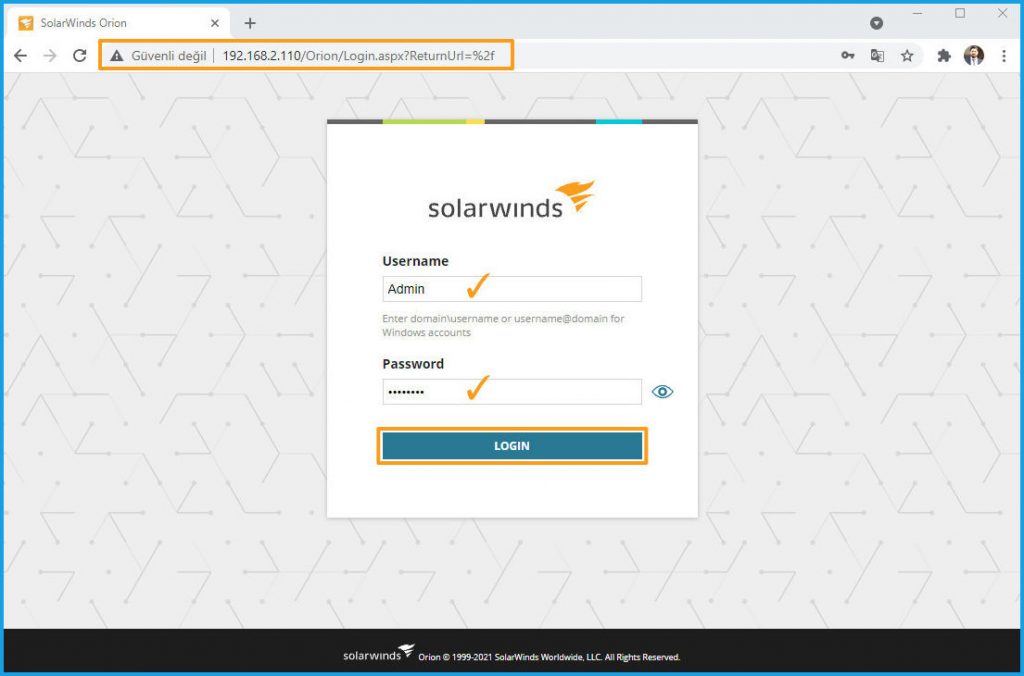 SolarWinds Orion
Güvenli değil | 192.168.2.110/Orion/Login.aspx?ReturnUrl=%2f
solarwinds
Username
Admin
Enter domain\username or username@domain for
Windows accounts
Password
••••••••
LOGIN
solarwinds Orion © 1999-2021 SolarWinds Worldwide, LLC. All Rights Reserved.